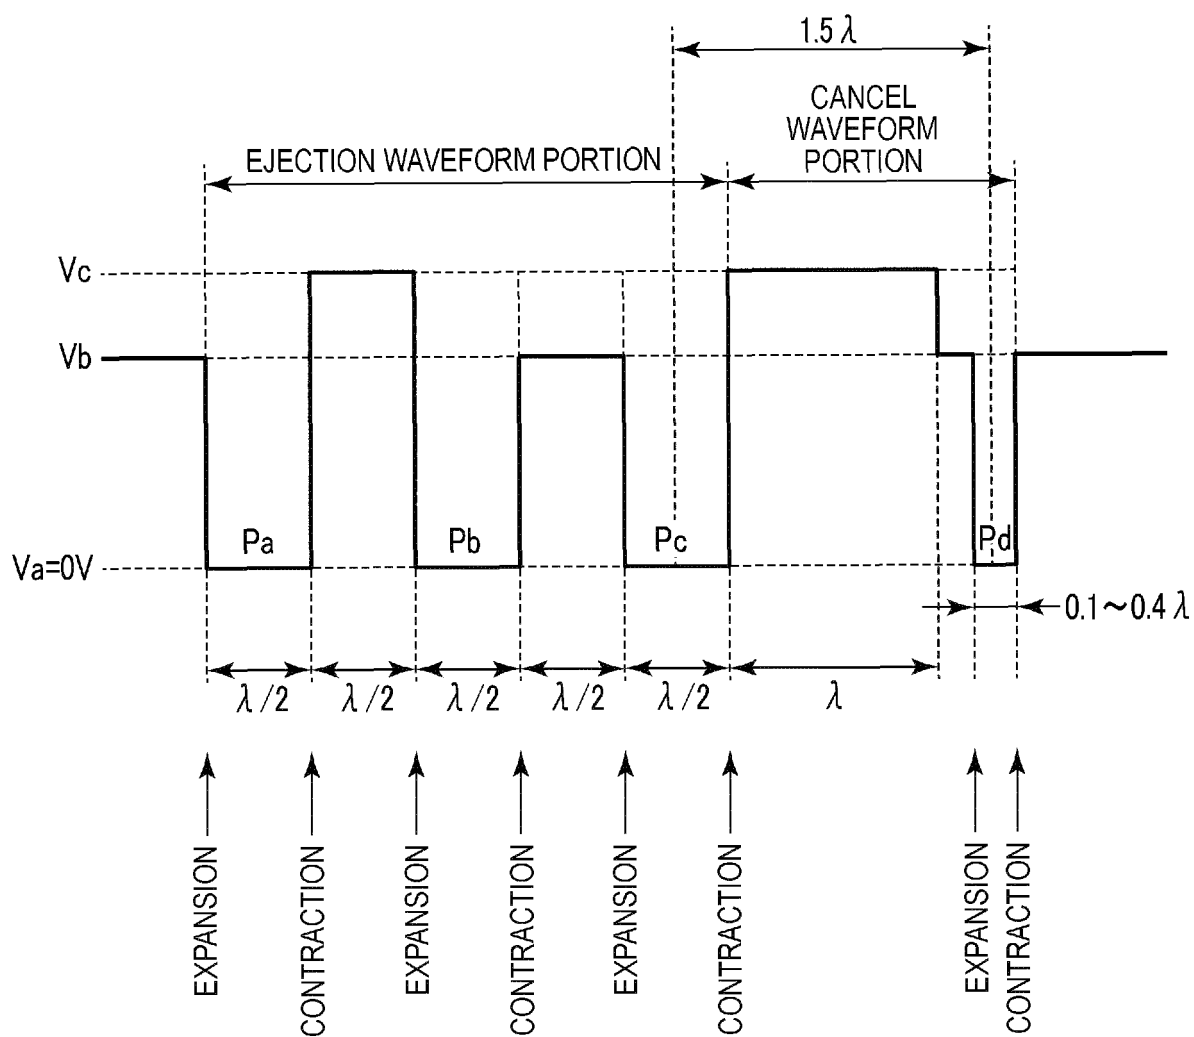 1.5 λ
CANCEL
WAVEFORM
PORTION
EJECTION WAVEFORM PORTION
Vc
Vb
Pa
Pb
Pc
Pd
Va=0V
0.1~0.4 λ
λ/2
λ/2
λ/2
λ/2
λ/2
λ
EXPANSION
CONTRACTION
EXPANSION
CONTRACTION
EXPANSION
CONTRACTION
EXPANSION
CONTRACTION